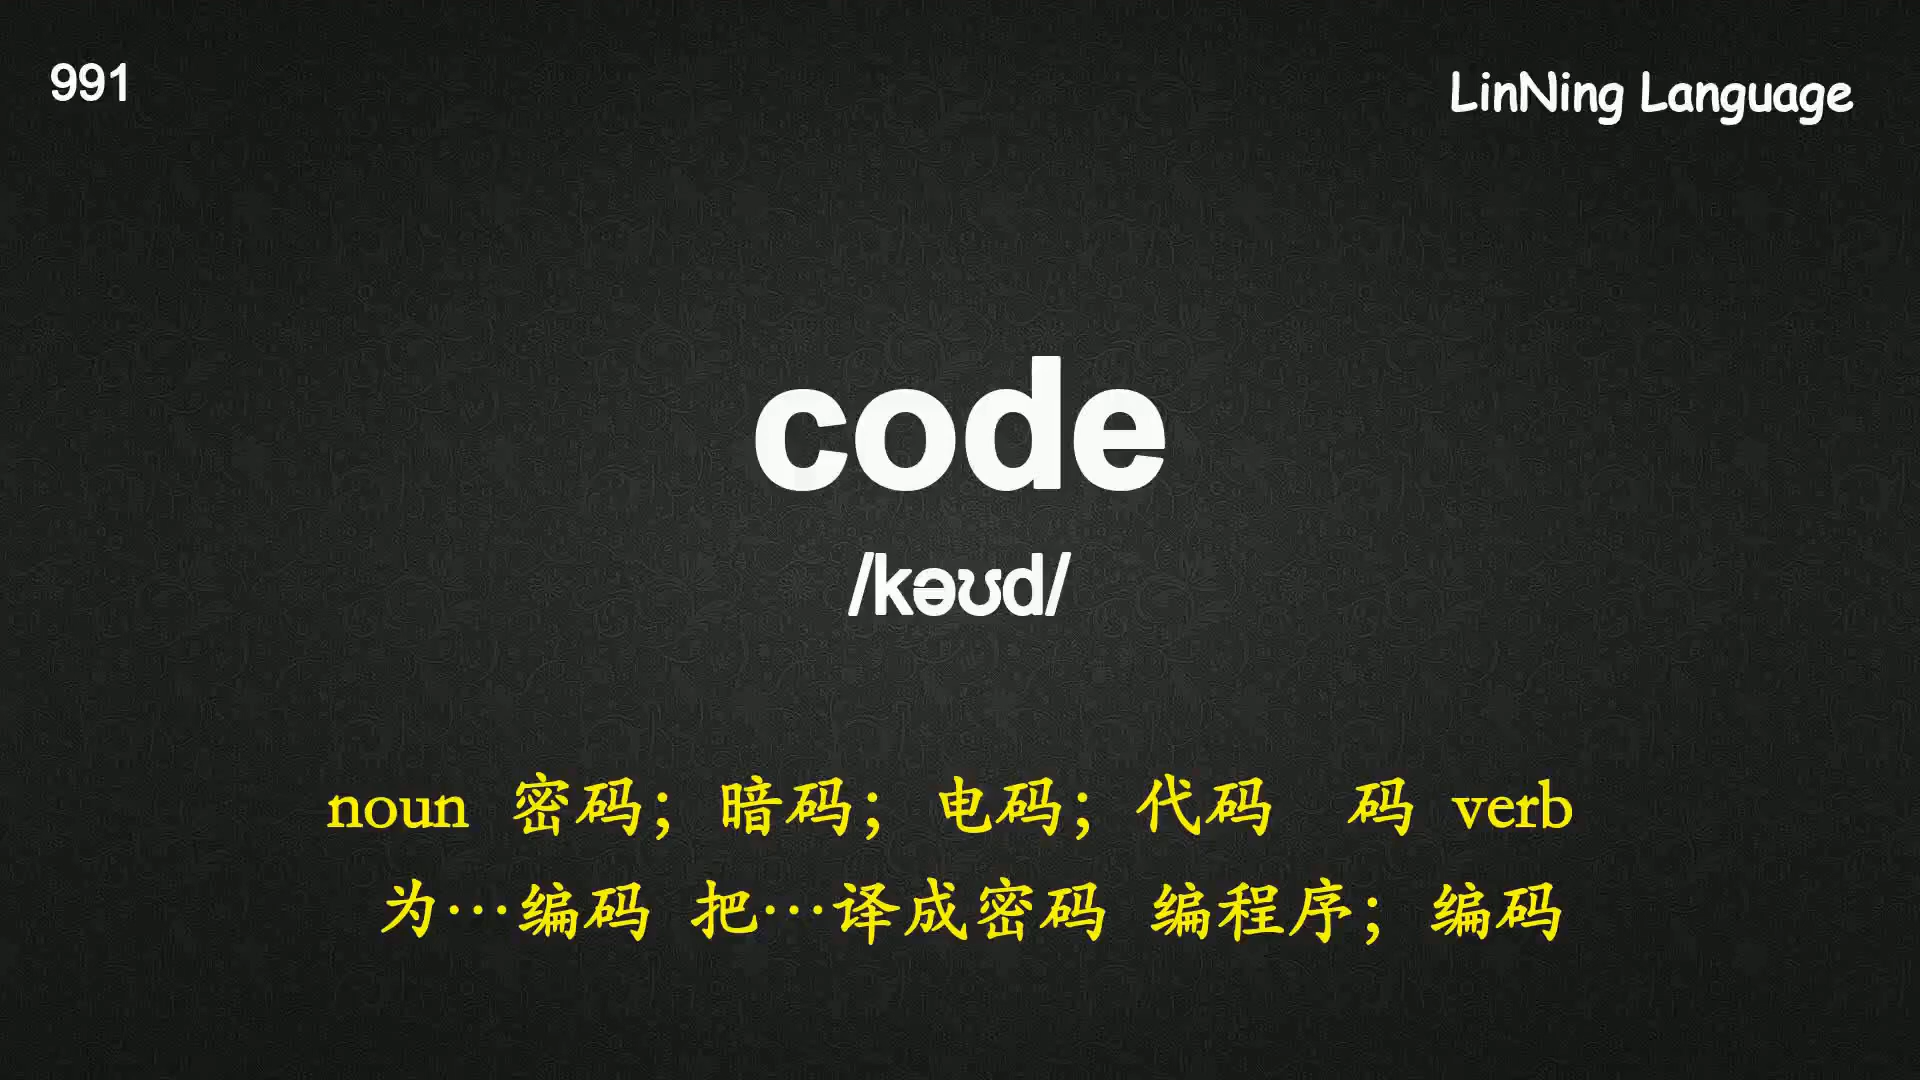 991
LinNing Language
code
/kəʊd/
noun 密码；暗码；电码；代码 码 verb
为…编码 把…译成密码 编程序；编码